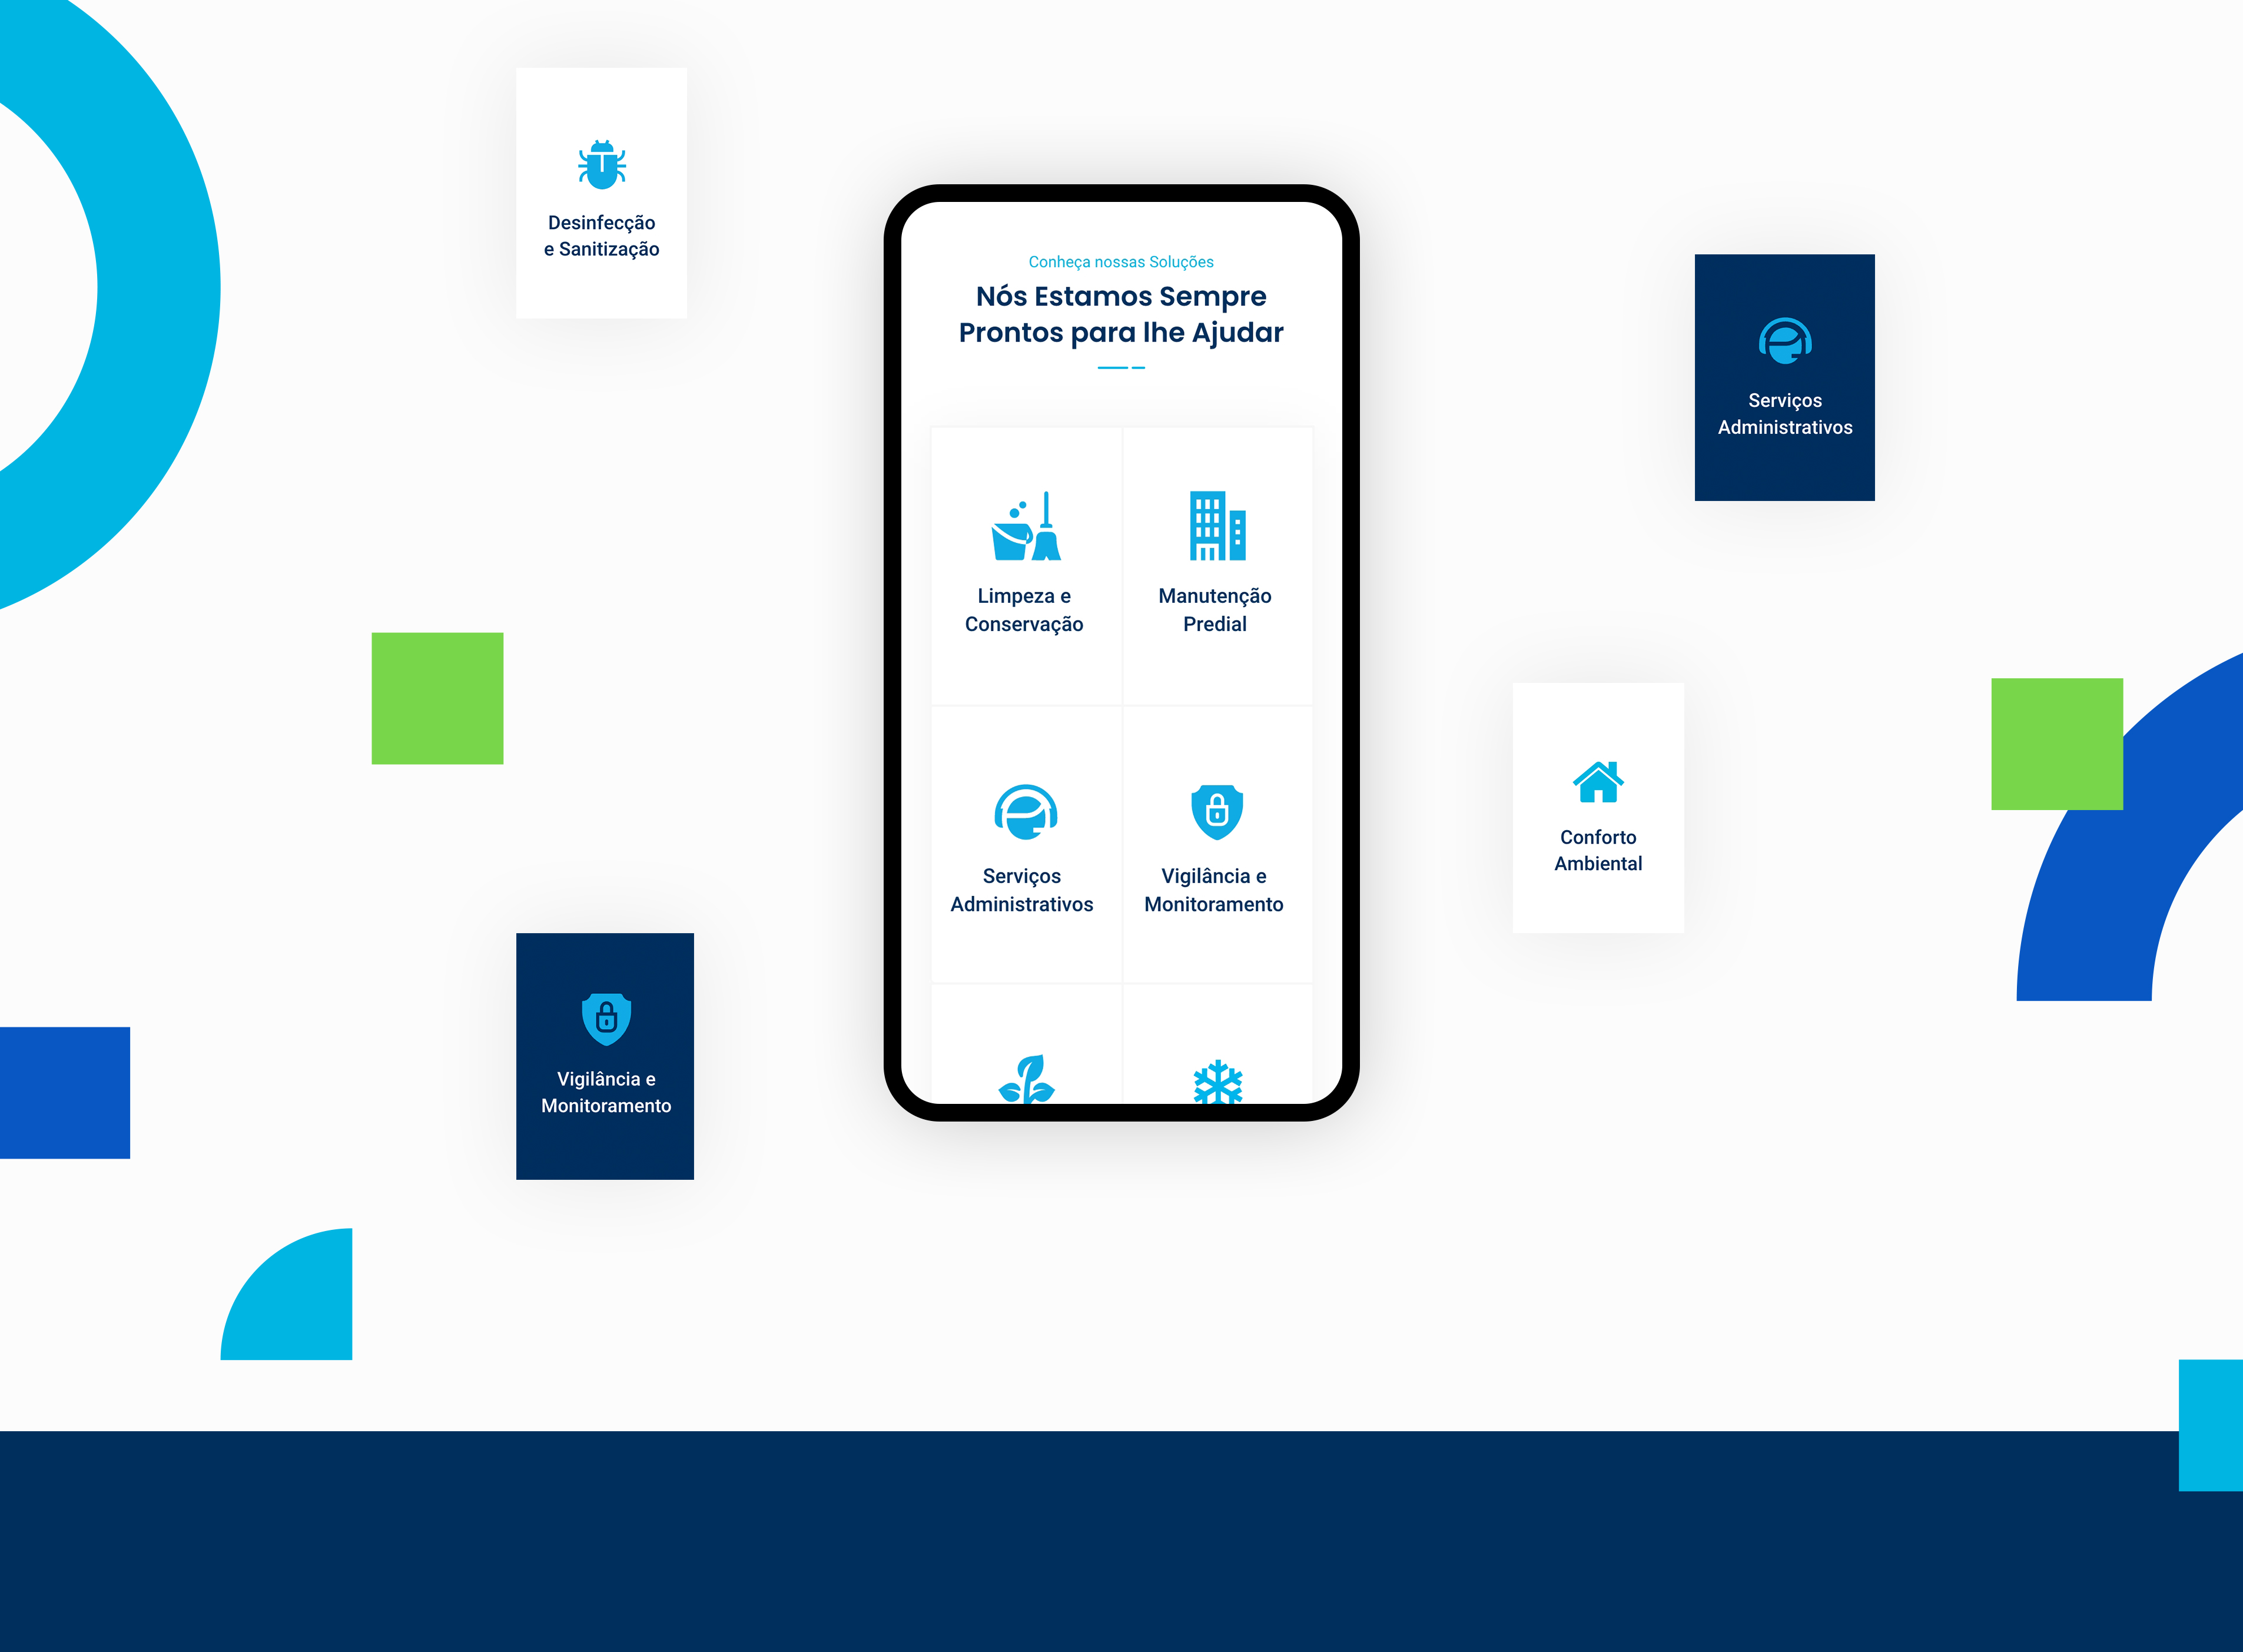 Desinfecção
e Sanitização
Conheça nossas Soluções
Nós Estamos Sempre
Prontos para lhe Ajudar
Serviços
Administrativos
Limpeza e
Conservação
Manutenção
Predial
Serviços
Administrativos
Vigilância e
Monitoramento
Conforto
Ambiental
Vigilância e
Monitoramento